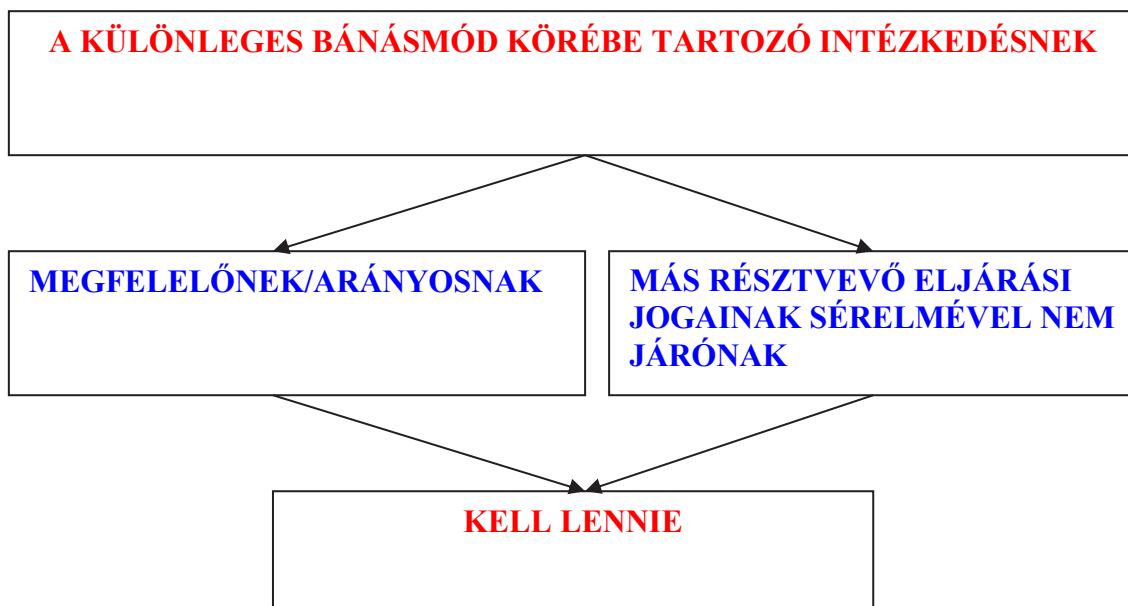 A KÜLÖNLEGES BÁNÁSMÓD KÖRÉBE TARTOZÓ INTÉZKEDÉSNEK
MEGFELELŐNEK/ARÁNYOSNAK
MÁS RÉSZTVEVŐ ELJÁRÁSI
JOGAINAK SÉRELMÉVEL NEM
JÁRÓNAK
KELL LENNIE